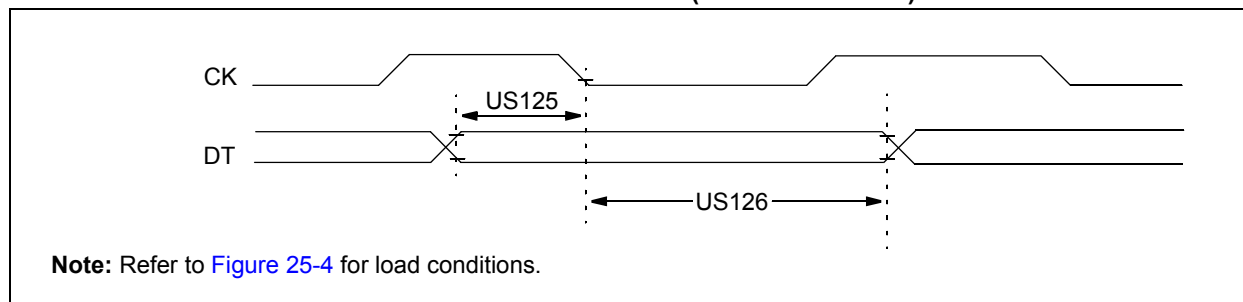 CK
US125
DT
US126
Note: Refer to Figure 25-4 for load conditions.